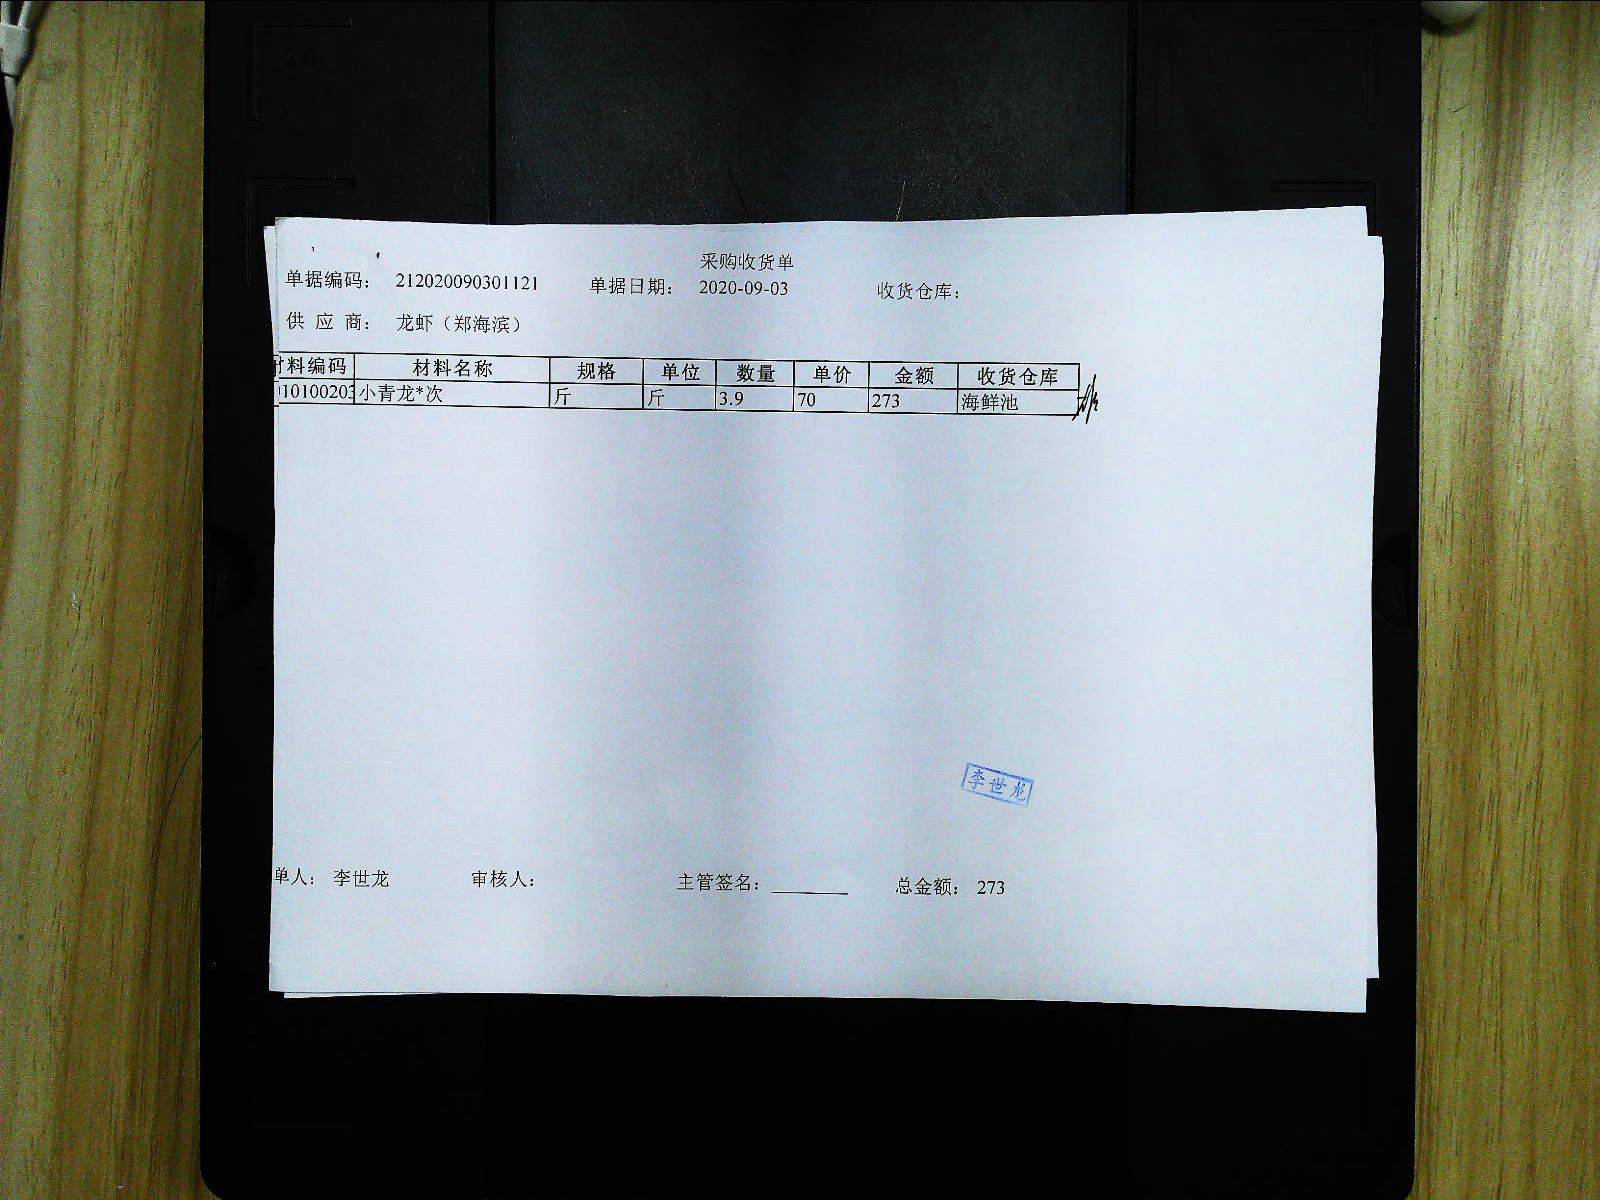 采购收货单
单据编码： 212020090301121 单据日期： 2020-09-03 收货仓库：
供 应 商： 龙虾（郑海滨）
材料编码 材料名称 规格 单位 数量 单价 金额 收货仓库
10100203 小青龙*次 斤 斤 3.9 70 273 海鲜池
李世龙
单人： 李世龙 审核人： 主管签名： 总金额： 273